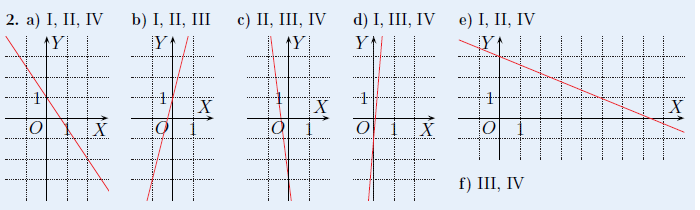 2. a) I, II, IV b) I, II, III c) II, III, IV d) I, III, IV e) I, II, IV
Y Y Y Y Y
1 1 1 1 1
X X X
O 1 X O 1 O 1 O 1 X O 1
f) III, IV